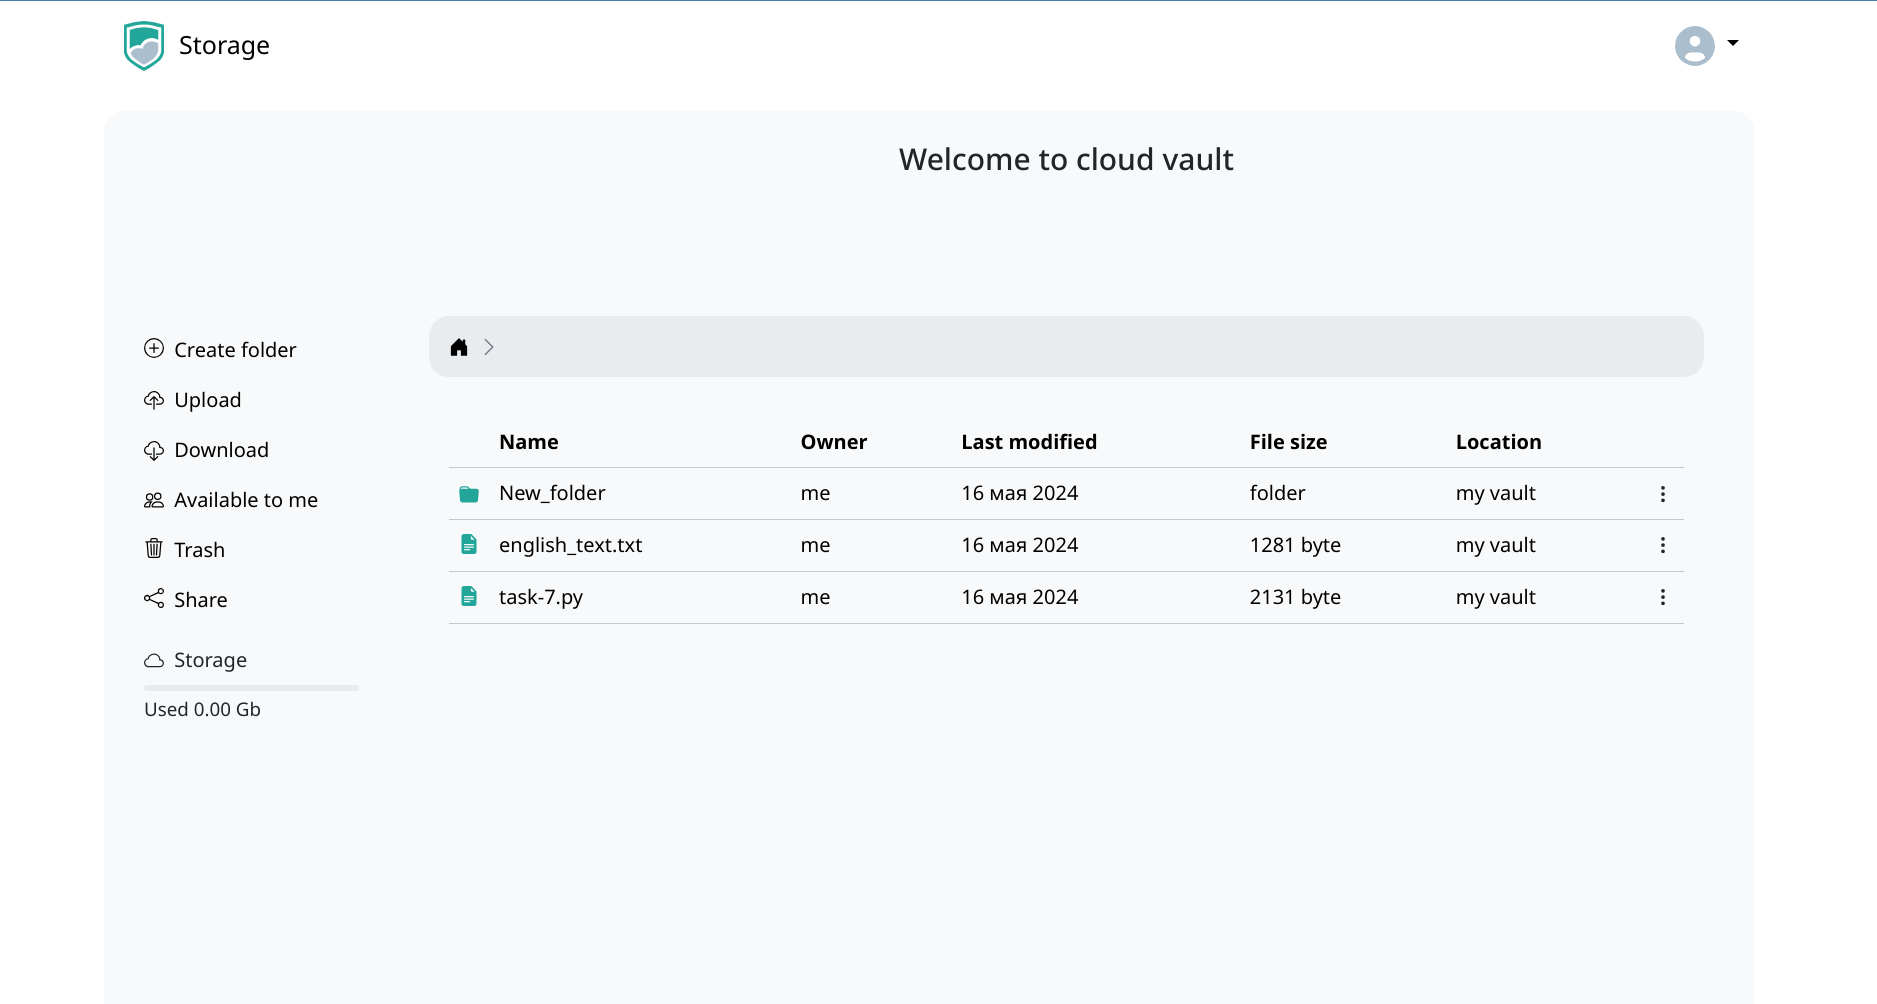 Storage
Welcome to cloud vault
Create folder
Upload
Download
Available to me
Trash
Share
Storage
Used 0.00 Gb
Name Owner Last modified File size Location
New_folder me 16 мая 2024 folder my vault
english_text.txt me 16 мая 2024 1281 byte my vault
task-7.py me 16 мая 2024 2131 byte my vault